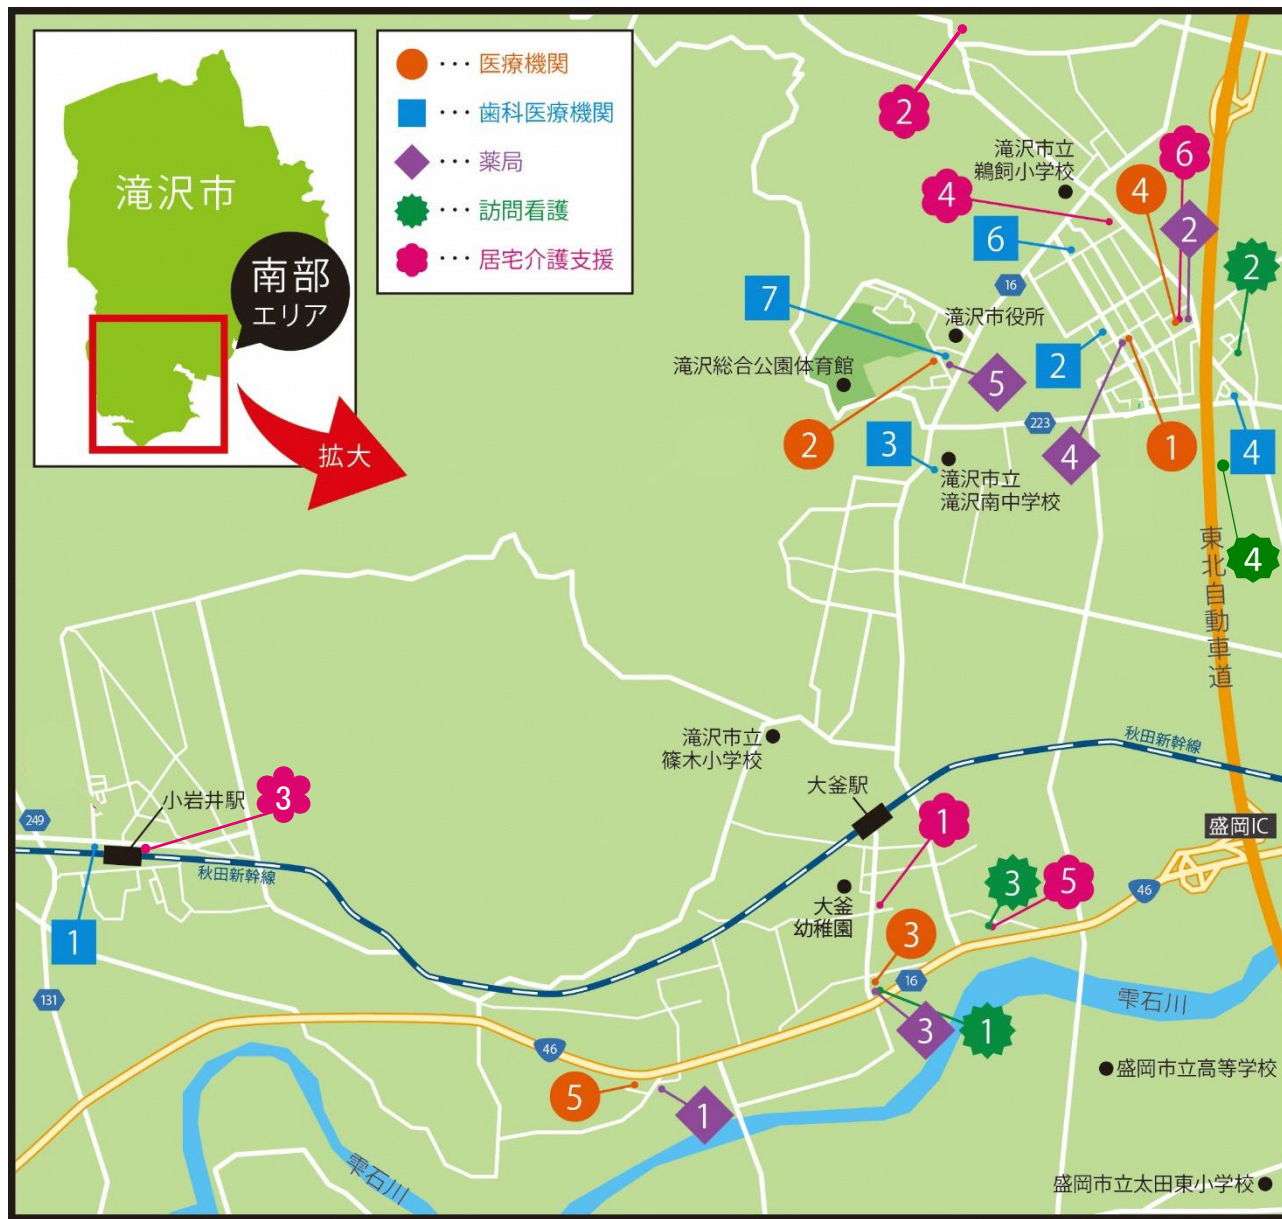 滝沢市
南部
エリア
拡大
・・・医療機関
・・・歯科医療機関
・・・薬局
・・・訪問看護
・・・居宅介護支援
2
滝沢市立
鵜飼小学校
6
4
4
2
6
2
16
7
滝沢市役所
滝沢総合公園体育館
5
2
223
2
3
4
1
4
滝沢市立
滝沢南中学校
4
東北自動車道
滝沢市立
篠木小学校
秋田新幹線
大釜駅
小岩井駅
3
249
1
盛岡IC
秋田新幹線
3
5
46
大釜
幼稚園
1
3
16
131
雫石川
3
1
46
盛岡市立高等学校
5
1
雫石川
盛岡市立太田東小学校